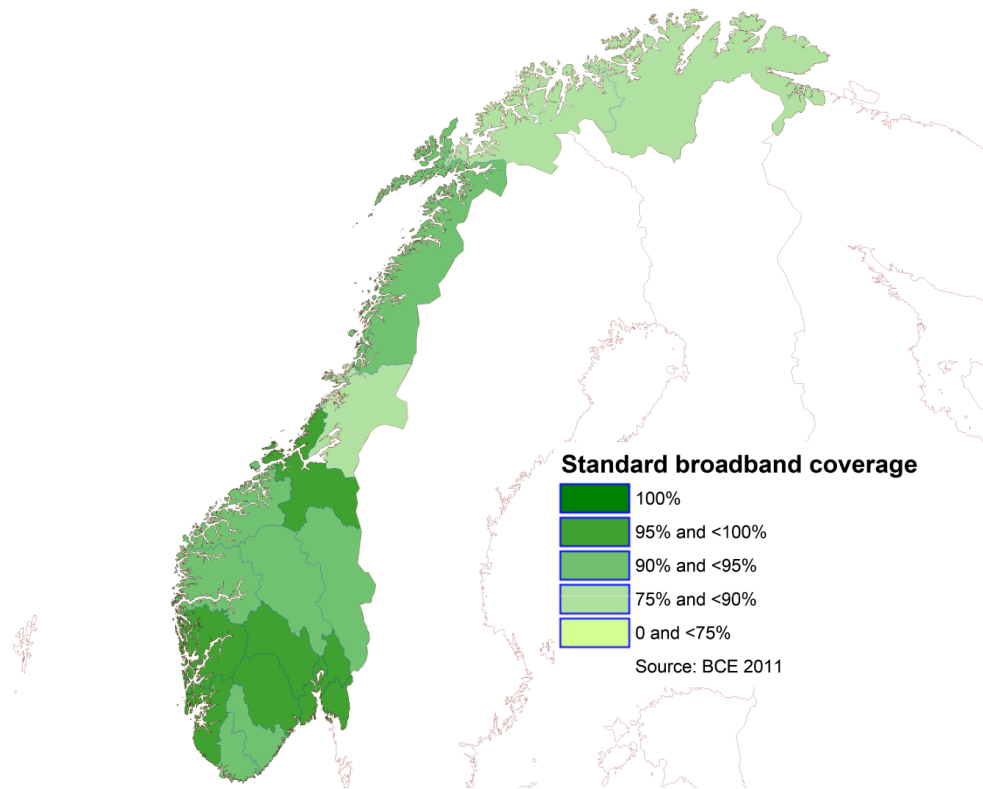 Standard broadband coverage
100%
95% and <100%
90% and <95%
75% and <90%
0 and <75%
Source: BCE 2011